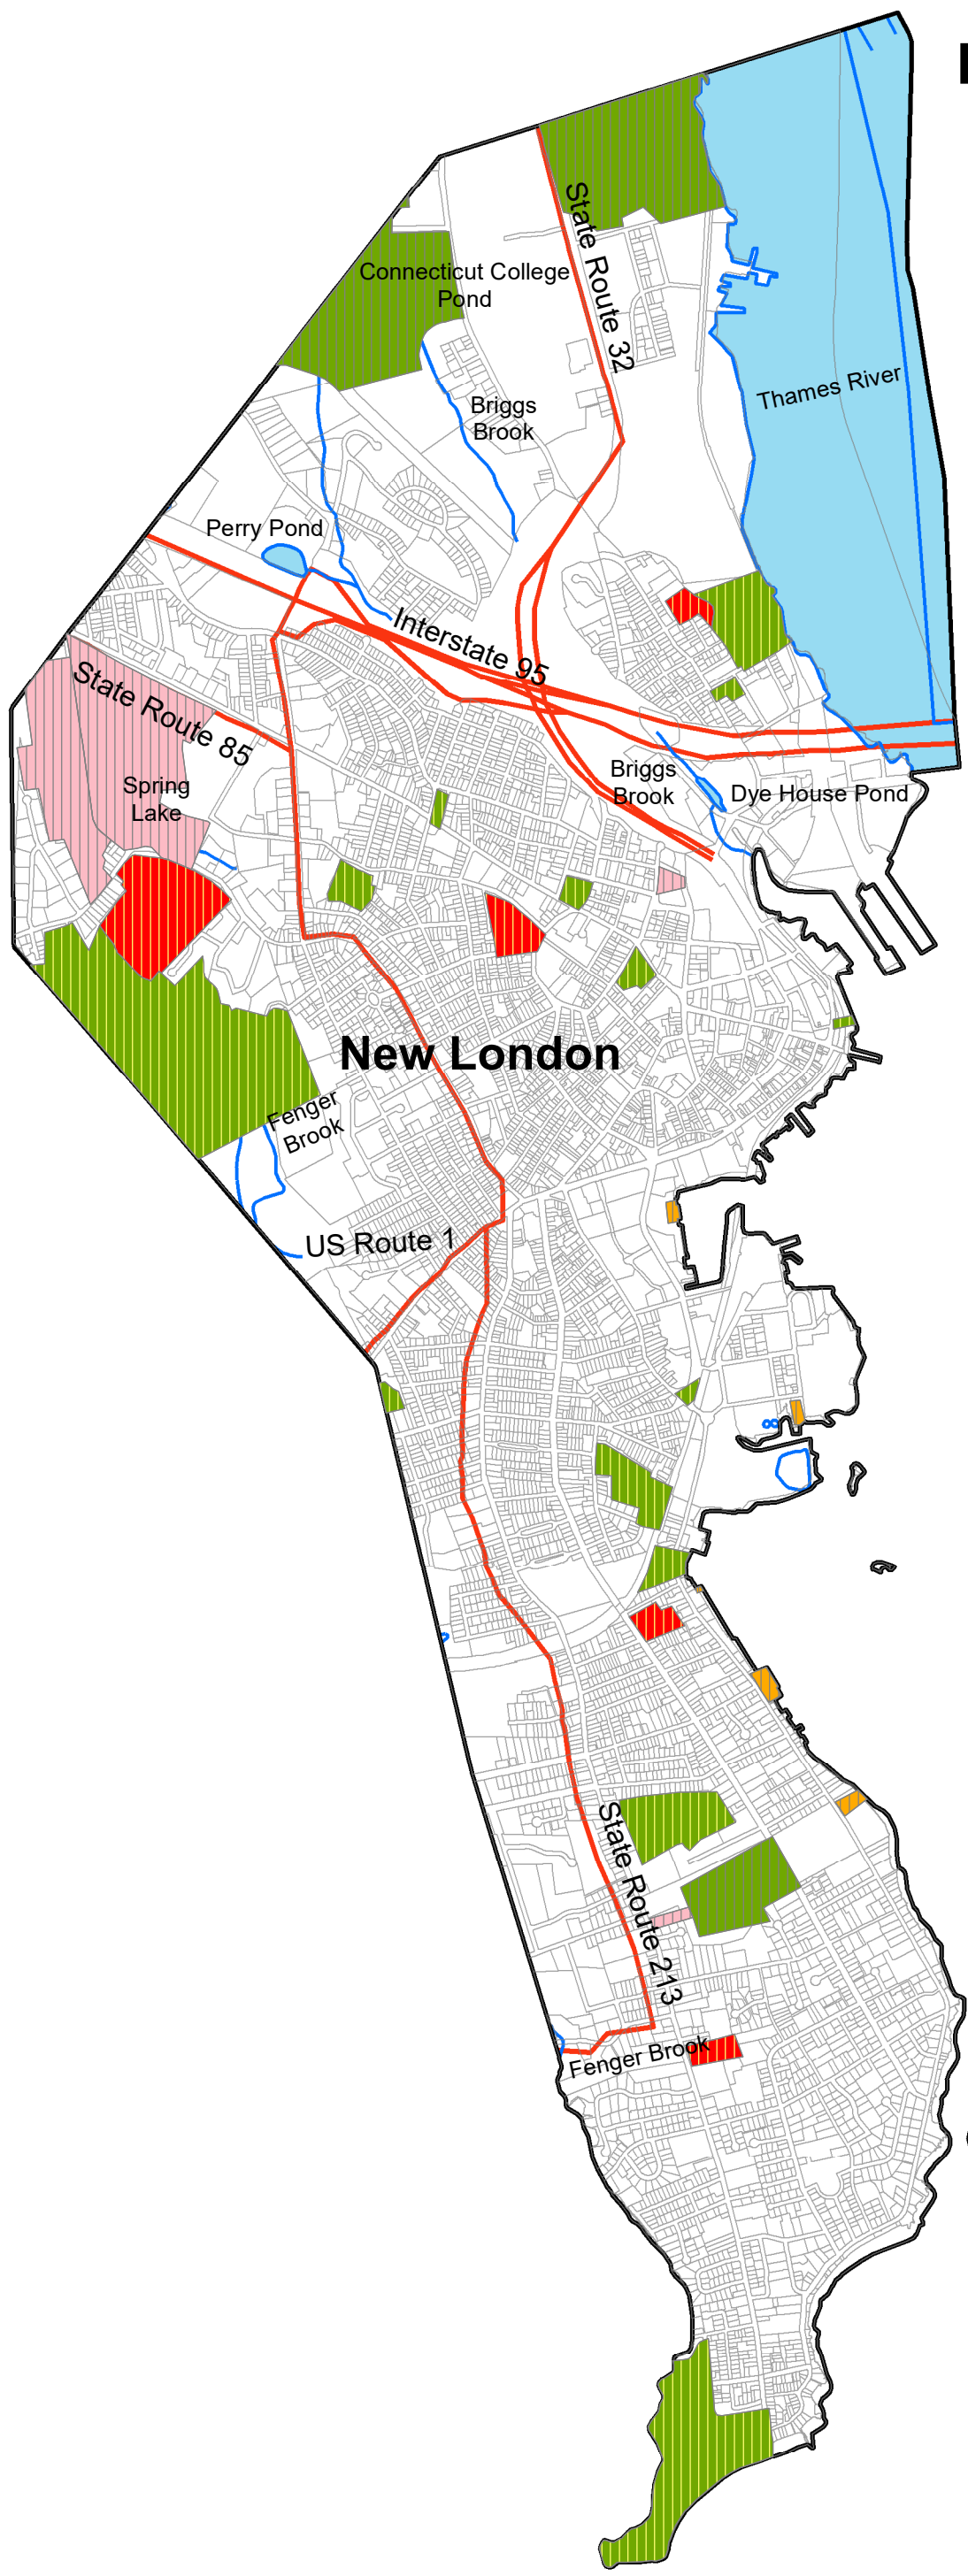 State Route 32
Connecticut College
Pond
Thames River
Briggs
Brook
Perry Pond
Interstate 95
State Route 85
Spring
Lake
Briggs
Brook
Dye House Pond
New London
Fenger
Brook
US Route 1
State Route 213
Fenger Brook